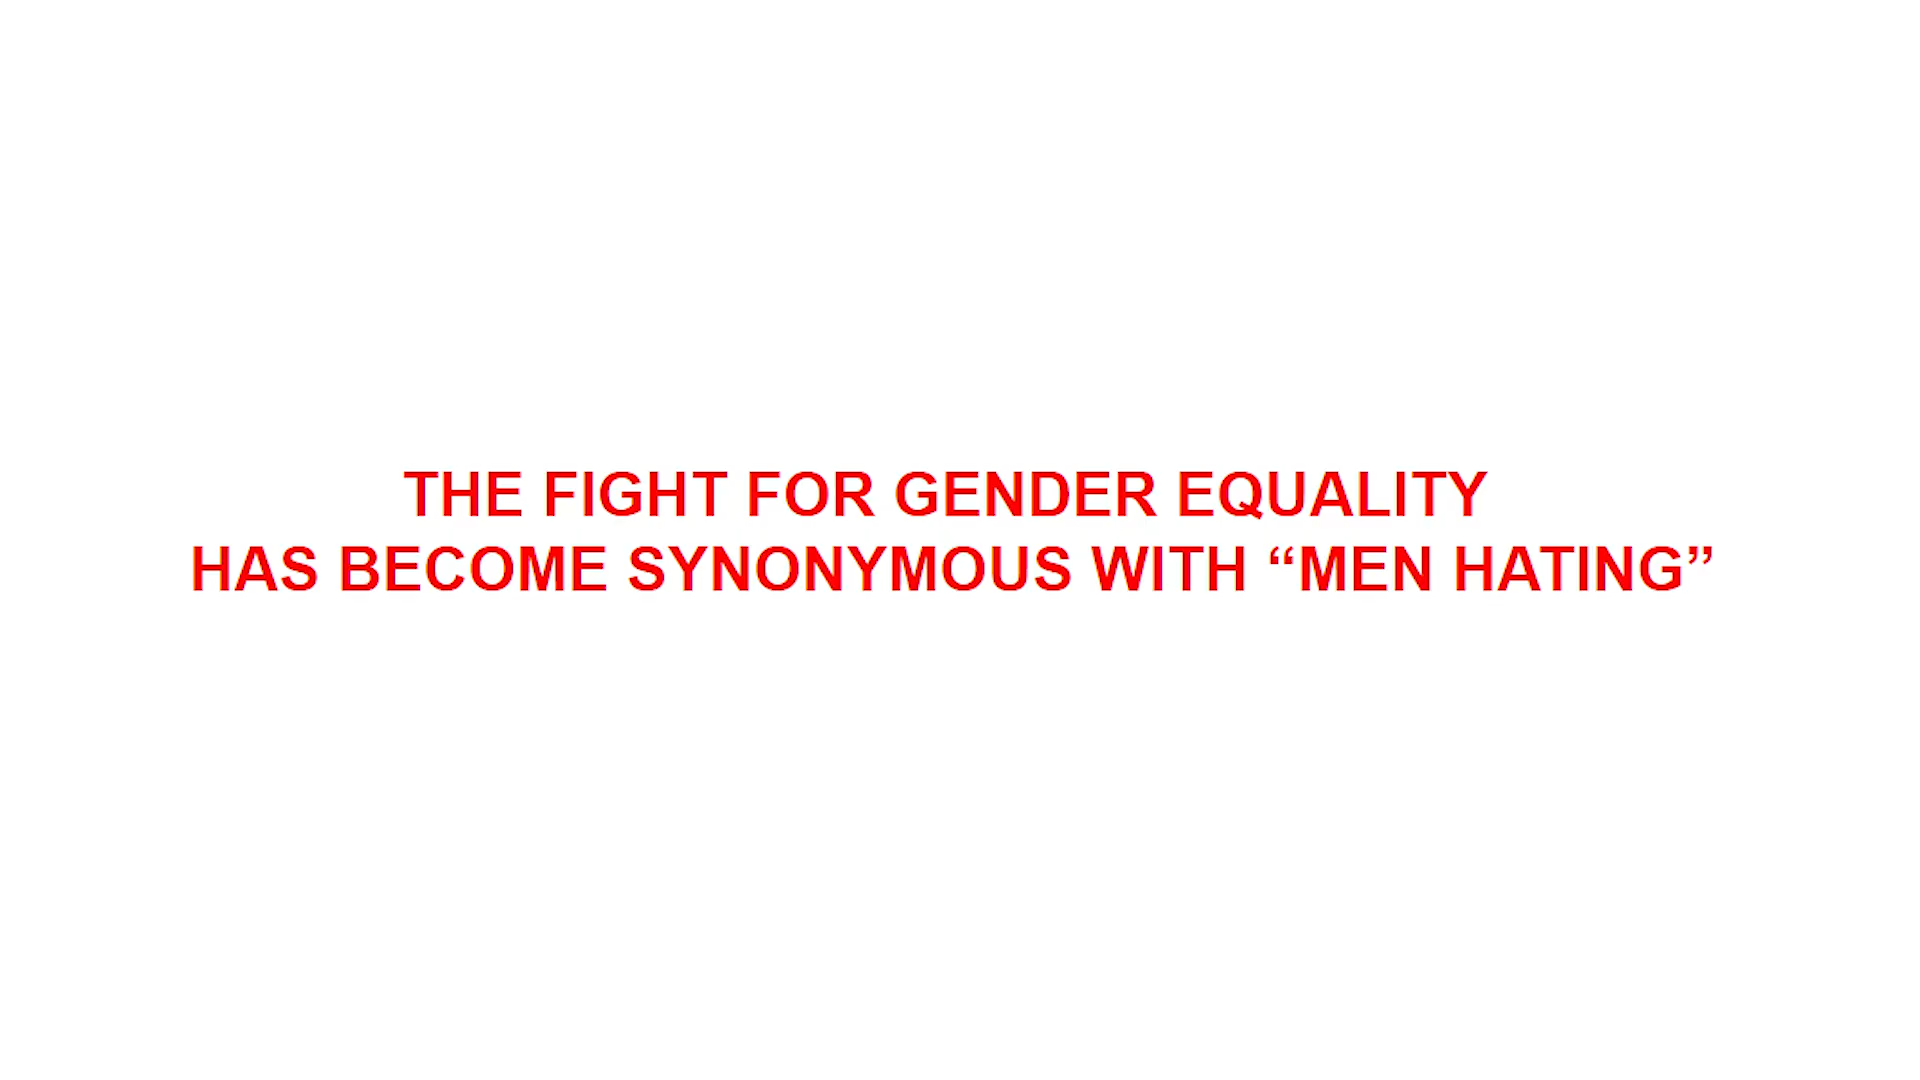 THE FIGHT FOR GENDER EQUALITY
HAS BECOME SYNONYMOUS WITH “MEN HATING”